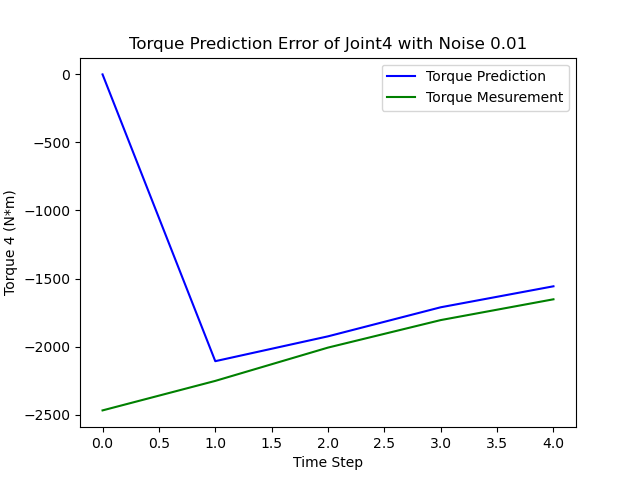 Torque Prediction Error of Joint4 with Noise 0.01
Torque Prediction
Torque Mesurement
Torque 4 (N*m)
0
−500
−1000
−1500
−2000
−2500
0.0 0.5 1.0 1.5 2.0 2.5 3.0 3.5 4.0
Time Step